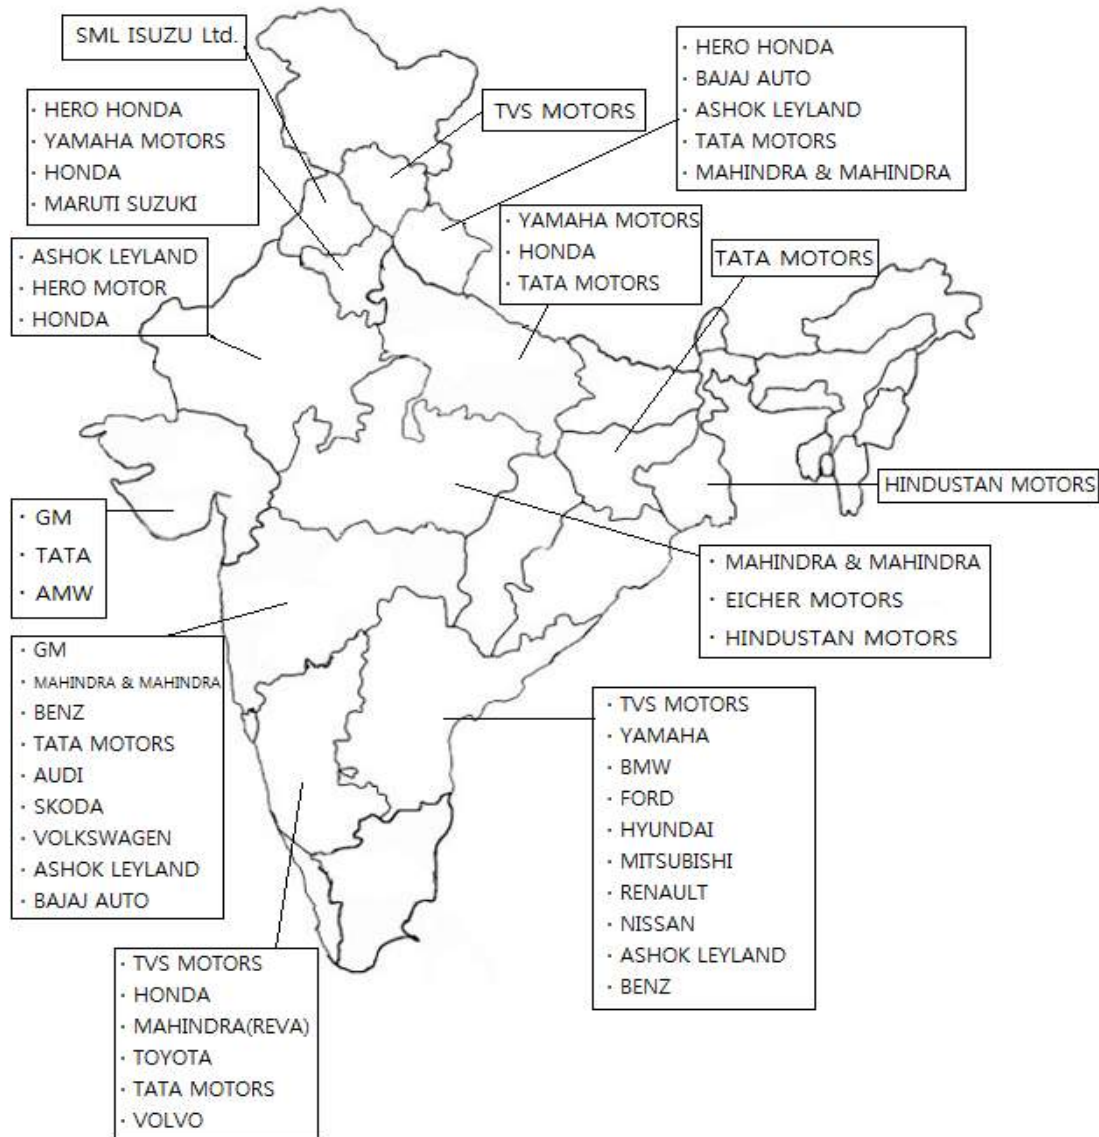 SML ISUZU Ltd.
· HERO HONDA
· BAJAJ AUTO
· ASHOK LEYLAND
· TATA MOTORS
· MAHINDRA & MAHINDRA
· HERO HONDA
· YAMAHA MOTORS
· HONDA
· MARUTI SUZUKI
TVS MOTORS
· YAMAHA MOTORS
· HONDA
· TATA MOTORS
· ASHOK LEYLAND
· HERO MOTOR
· HONDA
TATA MOTORS
HINDUSTAN MOTORS
· GM
· TATA
· AMW
· MAHINDRA & MAHINDRA
· EICHER MOTORS
· HINDUSTAN MOTORS
· GM
· MAHINDRA & MAHINDRA
· BENZ
· TATA MOTORS
· AUDI
· SKODA
· VOLKSWAGEN
· ASHOK LEYLAND
· BAJAJ AUTO
· TVS MOTORS
· YAMAHA
· BMW
· FORD
· HYUNDAI
· MITSUBISHI
· RENAULT
· NISSAN
· ASHOK LEYLAND
· BENZ
· TVS MOTORS
· HONDA
· MAHINDRA(REVA)
· TOYOTA
· TATA MOTORS
· VOLVO